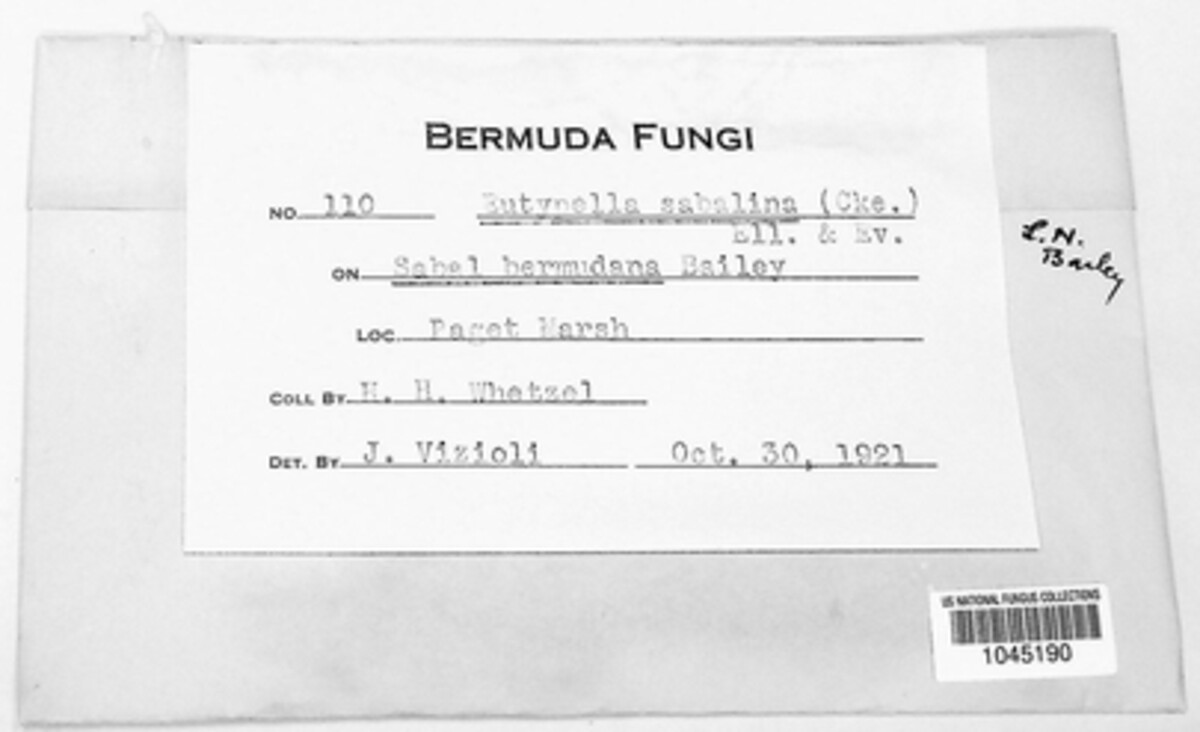 BERMUDA FUNGI
NO. 110 Eutypella sabalina (Cke.)
Ell. & Ev.
ON Sabal bermudana Bailey
LOC. Paget Marsh
COLL BY H. H. Whetzel
DET. BY J. Vizioli Oct. 30, 1921
L. H.
Bailey
US NATIONAL FUNGUS COLLECTIONS
1045190